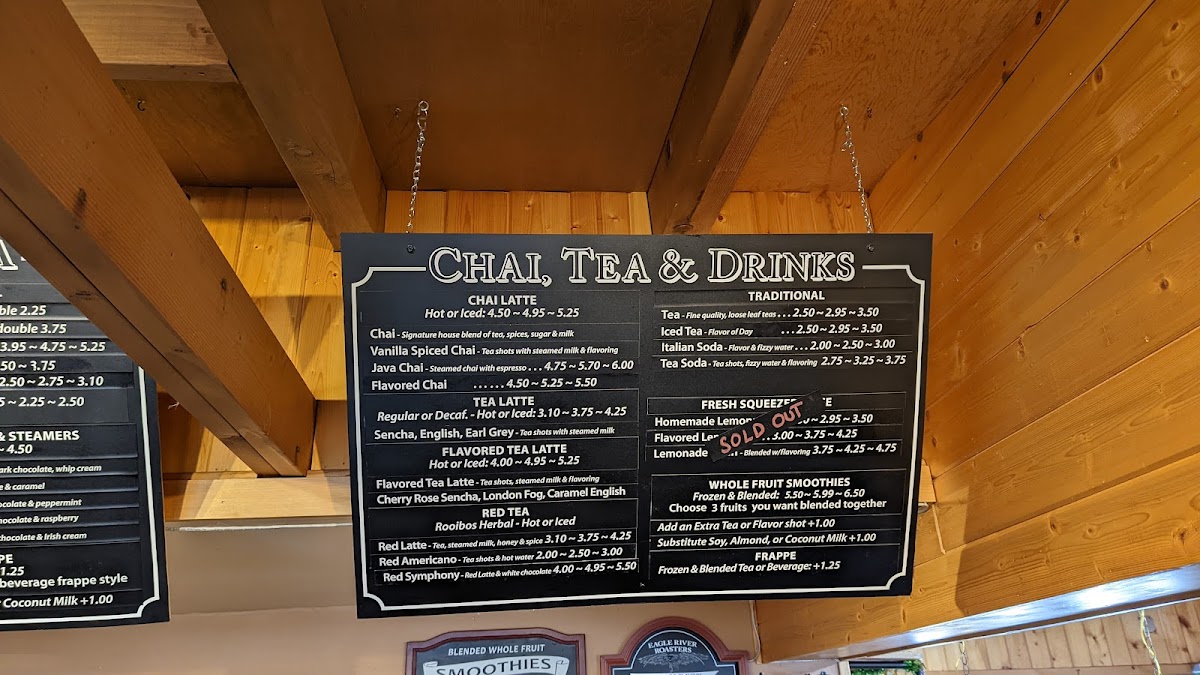 ble 2.25
double 3.75
3.95 ~ 4.75 ~ 5.25
50 ~ 3.75
2.50 ~ 2.75 ~ 3.10
5 ~ 2.25 ~ 2.50
& STEAMERS
~ 4.50
ark chocolate, whip cream
e & caramel
chocolate & peppermint
hocolate & raspberry
chocolate & Irish cream
PE
1.25
beverage frappe style
Coconut Milk +1.00
CHAI, TEA & DRINKS
CHAI LATTE
Hot or Iced: 4.50 ~ 4.95 ~ 5.25
Chai - Signature house blend of tea, spices, sugar & milk
Vanilla Spiced Chai - Tea shots with steamed milk & flavoring
Java Chai - Steamed chai with espresso . . . 4.75 ~ 5.70 ~ 6.00
Flavored Chai . . . . . . 4.50 ~ 5.25 ~ 5.50
TEA LATTE
Regular or Decaf. - Hot or Iced: 3.10 ~ 3.75 ~ 4.25
Sencha, English, Earl Grey - Tea shots with steamed milk
FLAVORED TEA LATTE
Hot or Iced: 4.00 ~ 4.95 ~ 5.25
Flavored Tea Latte - Tea shots, steamed milk & flavoring
Cherry Rose Sencha, London Fog, Caramel English
RED TEA
Rooibos Herbal - Hot or Iced
Red Latte - Tea, steamed milk, honey & spice 3.10 ~ 3.75 ~ 4.25
Red Americano - Tea shots & hot water 2.00 ~ 2.50 ~ 3.00
Red Symphony - Red Latte & white chocolate 4.00 ~ 4.95 ~ 5.50
TRADITIONAL
Tea - Fine quality, loose leaf teas . . . 2.50 ~ 2.95 ~ 3.50
Iced Tea - Flavor of Day . . . 2.50 ~ 2.95 ~ 3.50
Italian Soda - Flavor & fizzy water . . . 2.00 ~ 2.50 ~ 3.00
Tea Soda - Tea shots, fizzy water & flavoring 2.75 ~ 3.25 ~ 3.75
FRESH SQUEEZED
Homemade Lemon ~ 2.95 ~ 3.50
Flavored Le . . 3.00 ~ 3.75 ~ 4.25
Lemonade - Blended w/flavoring 3.75 ~ 4.25 ~ 4.75
SOLD OUT
WHOLE FRUIT SMOOTHIES
Frozen & Blended: 5.50 ~ 5.99 ~ 6.50
Choose 3 fruits you want blended together
Add an Extra Tea or Flavor shot +1.00
Substitute Soy, Almond, or Coconut Milk +1.00
FRAPPE
Frozen & Blended Tea or Beverage: +1.25
BLENDED WHOLE FRUIT
SMOOTHIES
EAGLE RIVER
ROASTERS